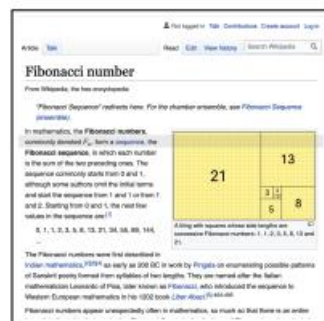 Not logged in Talk Contributions Create account Log in
Article Talk
Read Edit View history Search Wikipedia
Fibonacci number
From Wikipedia, the free encyclopedia
"Fibonacci Sequence" redirects here. For the chamber ensemble, see Fibonacci Sequence
(ensemble).
In mathematics, the Fibonacci numbers,
commonly denoted Fn, form a sequence, the
Fibonacci sequence, in which each number
is the sum of the two preceding ones. The
sequence commonly starts from 0 and 1,
although some authors omit the initial terms
and start the sequence from 1 and 1 or from 1
and 2. Starting from 0 and 1, the next few
values in the sequence are:[1]
0, 1, 1, 2, 3, 5, 8, 13, 21, 34, 55, 89, 144,
...
21
13
3
5
8
A tiling with squares whose side lengths are
successive Fibonacci numbers: 1, 1, 2, 3, 5, 8, 13 and
21.
The Fibonacci numbers were first described in
Indian mathematics, as early as 200 BC in work by Pingala on enumerating possible patterns
of Sanskrit poetry formed from syllables of two lengths. They are named after the Italian
mathematician Leonardo of Pisa, later known as Fibonacci, who introduced the sequence to
Western European mathematics in his 1202 book Liber Abaci.
Fibonacci numbers appear unexpectedly often in mathematics, so much so that there is an entire